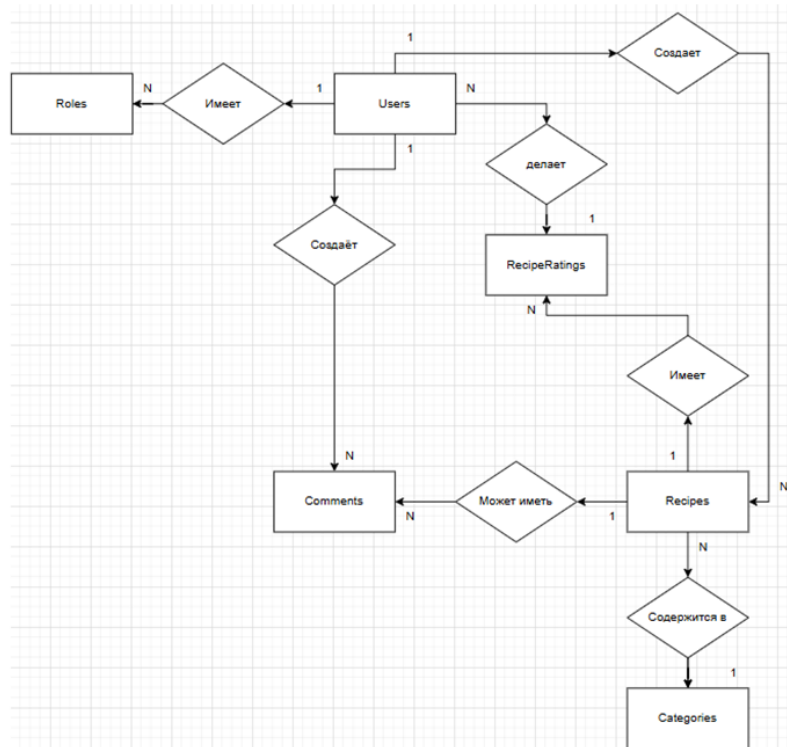 1
Создает
Roles
N
Имеет
1
Users
N
1
делает
1
Создаёт
RecipeRatings
N
Имеет
1
N
Comments
N
Может иметь
1
Recipes
N
N
Содержится в
1
Categories